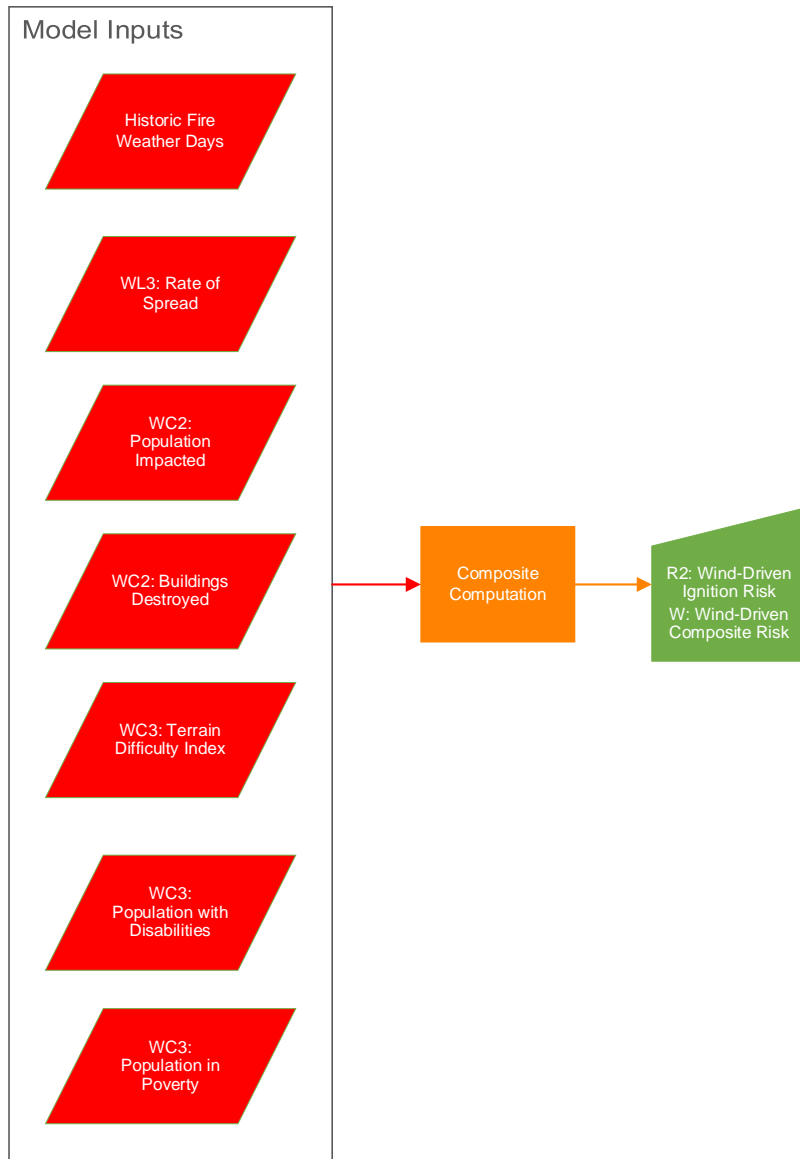 Model Inputs
Historic Fire
Weather Days
WL3: Rate of
Spread
WC2:
Population
Impacted
WC2: Buildings
Destroyed
WC3: Terrain
Difficulty Index
WC3:
Population with
Disabilities
WC3:
Population in
Poverty
Composite
Computation
R2: Wind-Driven
Ignition Risk
W: Wind-Driven
Composite Risk